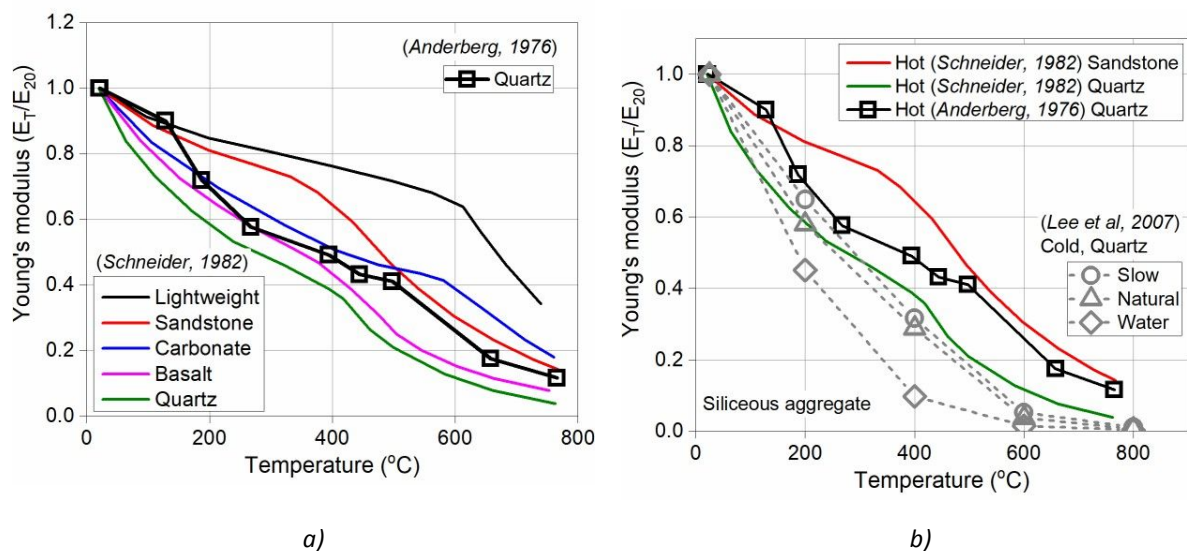 1.2
1.0
0.8
0.6
0.4
0.2
0.0
Young's modulus (E_T/E_20)
(Anderberg, 1976)
Quartz
(Schneider, 1982)
Lightweight
Sandstone
Carbonate
Basalt
Quartz
0 200 400 600 800
Temperature (°C)
a)
1.0
0.8
0.6
0.4
0.2
0.0
Young's modulus (E_T/E_20)
Hot (Schneider, 1982) Sandstone
Hot (Schneider, 1982) Quartz
Hot (Anderberg, 1976) Quartz
(Lee et al, 2007)
Cold, Quartz
Slow
Natural
Water
Siliceous aggregate
0 200 400 600 800
Temperature (°C)
b)